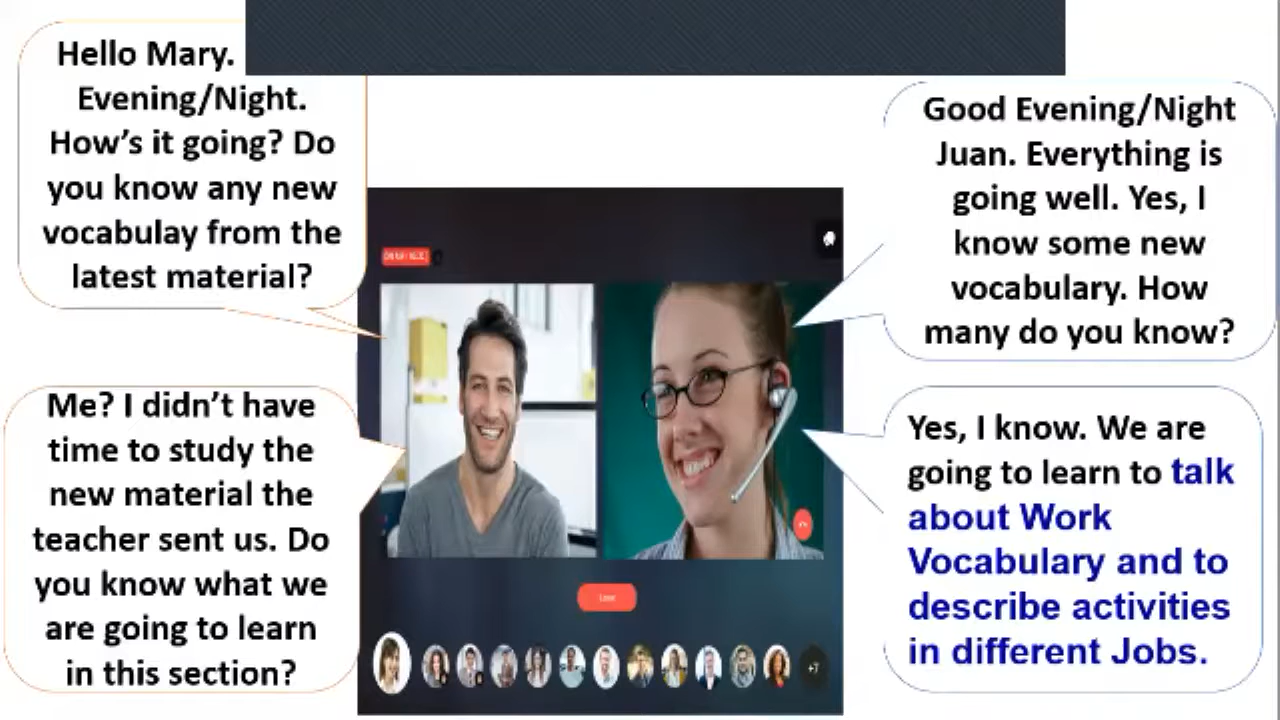 Hello Mary.
Evening/Night.
How's it going? Do
you know any new
vocabulay from the
latest material?
Good Evening/Night
Juan. Everything is
going well. Yes, I
know some new
vocabulary. How
many do you know?
Me? I didn't have
time to study the
new material the
teacher sent us. Do
you know what we
are going to learn
in this section?
Yes, I know. We are
going to learn to talk
about Work
Vocabulary and to
describe activities
in different Jobs.
+7